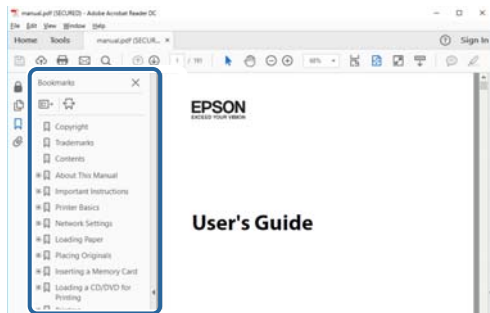 manual.pdf (SECURED) - Adobe Acrobat Reader DC
File Edit View Window Help
Home Tools manual.pdf (SECUR... ×
Sign In
1 / 191
Bookmarks
Copyright
Trademarks
Contents
About This Manual
Important Instructions
Printer Basics
Network Settings
Loading Paper
Placing Originals
Inserting a Memory Card
Loading a CD/DVD for
Printing
EPSON
EXCEED YOUR VISION
User's Guide